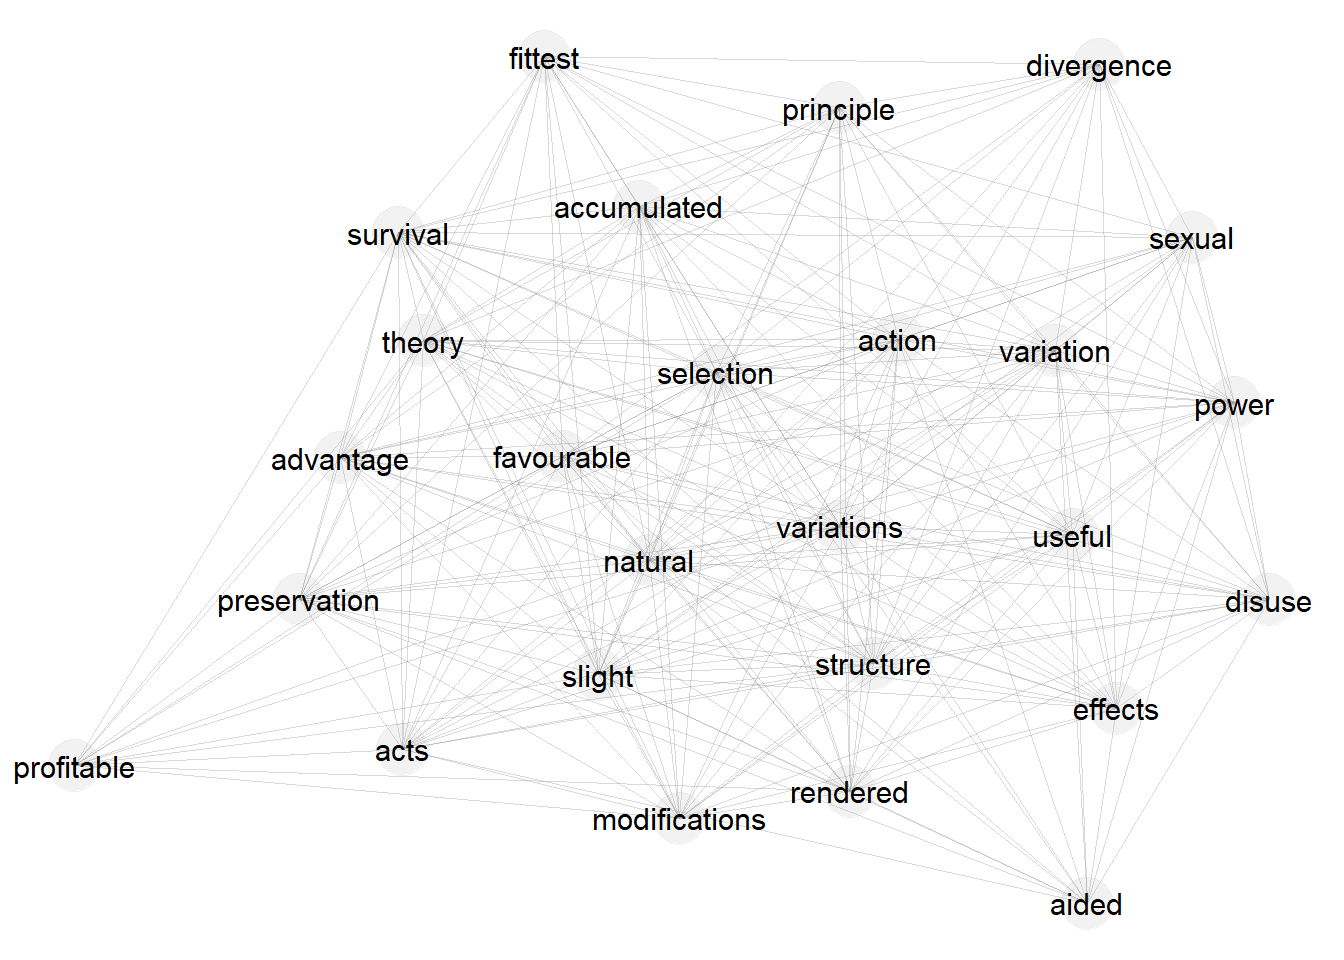 fittest
divergence
principle
accumulated
survival
sexual
theory
action
variation
selection
power
advantage
favourable
variations
useful
natural
preservation
disuse
slight
structure
effects
acts
profitable
rendered
modifications
aided